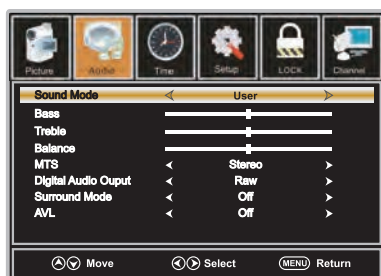 Picture Audio Time Setup LOCK Channel
Sound Mode User
Bass
Treble
Balance
MTS Stereo
Digital Audio Ouput Raw
Surround Mode Off
AVL Off
Move Select MENU Return